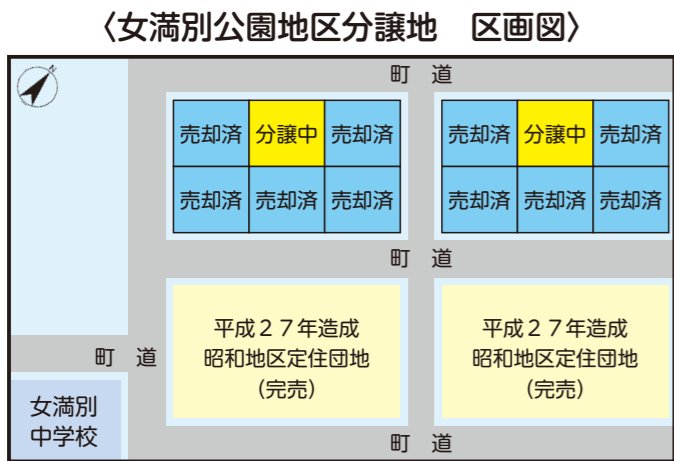 〈女満別公園地区分譲地　区画図〉
N
町　道
売却済 分譲中 売却済
売却済 分譲中 売却済
売却済 売却済 売却済
売却済 売却済 売却済
町　道
平成２７年造成
昭和地区定住団地
（完売）
平成２７年造成
昭和地区定住団地
（完売）
町　道
女満別
中学校
町　道